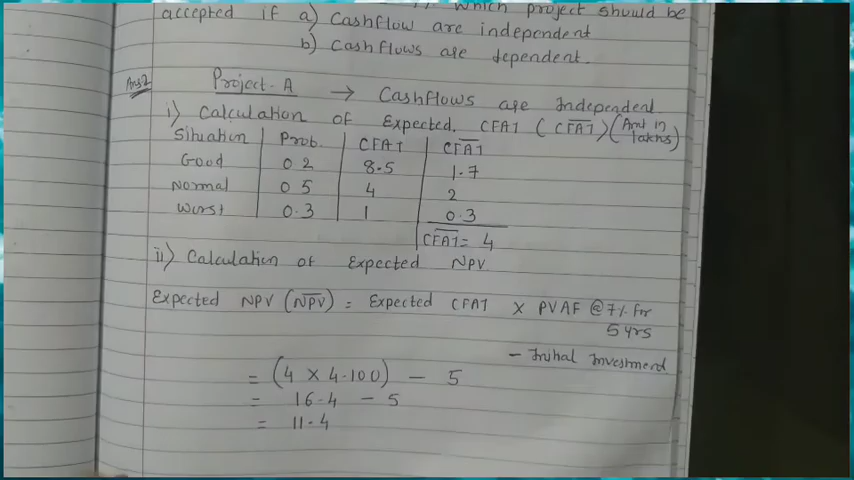 which project should be
accepted if a) Cashflow are independent
b) Cashflows are dependent.
Ans2 Project-A → Cashflows are Independent
i) Calculation of Expected. CFAT (CFAT) (Amt in lakhs)
Situation Prob. CFAT CFAT
Good 0.2 8.5 1.7
Normal 0.5 4 2
Worst 0.3 1 0.3
CFAT = 4
ii) Calculation of Expected NPV
Expected NPV (NPV) = Expected CFAT X PVAF @7% for
5 yrs
- Initial Investment
= (4 X 4.100) - 5
= 16.4 - 5
= 11.4